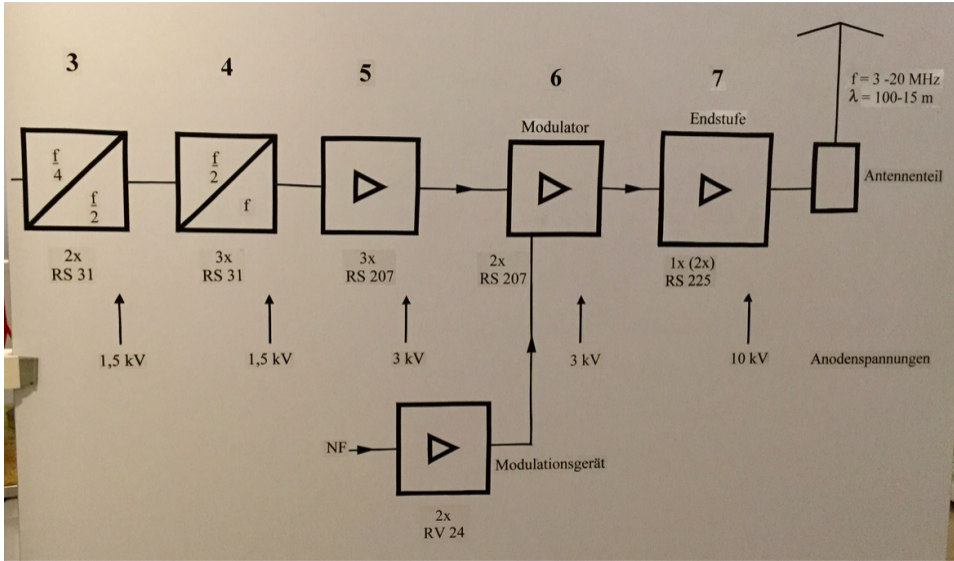 3
4
5
6
7
f = 3 -20 MHz
λ = 100-15 m
Modulator
Endstufe
Antennenteil
f
4
f
2
f
2
f
2x
RS 31
3x
RS 31
3x
RS 207
2x
RS 207
1x (2x)
RS 225
1,5 kV
1,5 kV
3 kV
3 kV
10 kV
Anodenspannungen
NF
Modulationsgerät
2x
RV 24